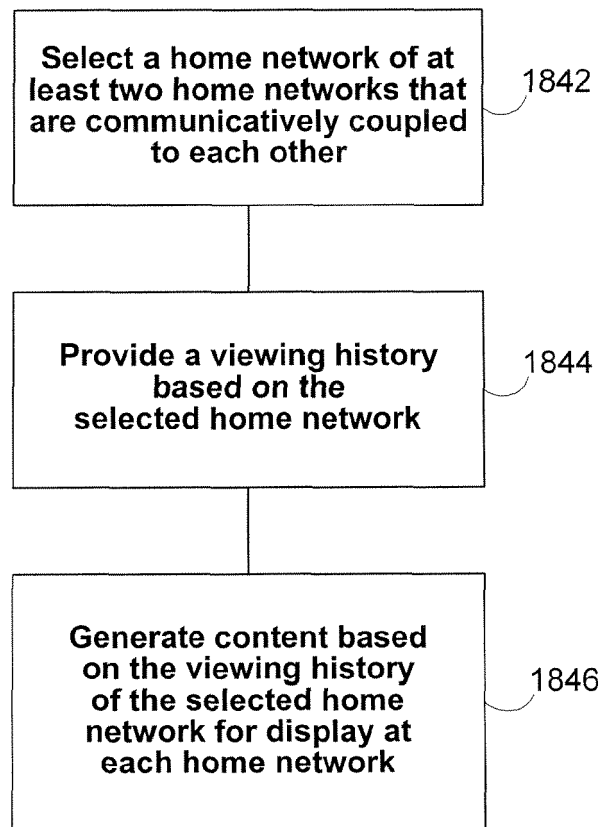 Select a home network of at
least two home networks that
are communicatively coupled
to each other
1842
Provide a viewing history
based on the
selected home network
1844
Generate content based
on the viewing history
of the selected home
network for display at
each home network
1846